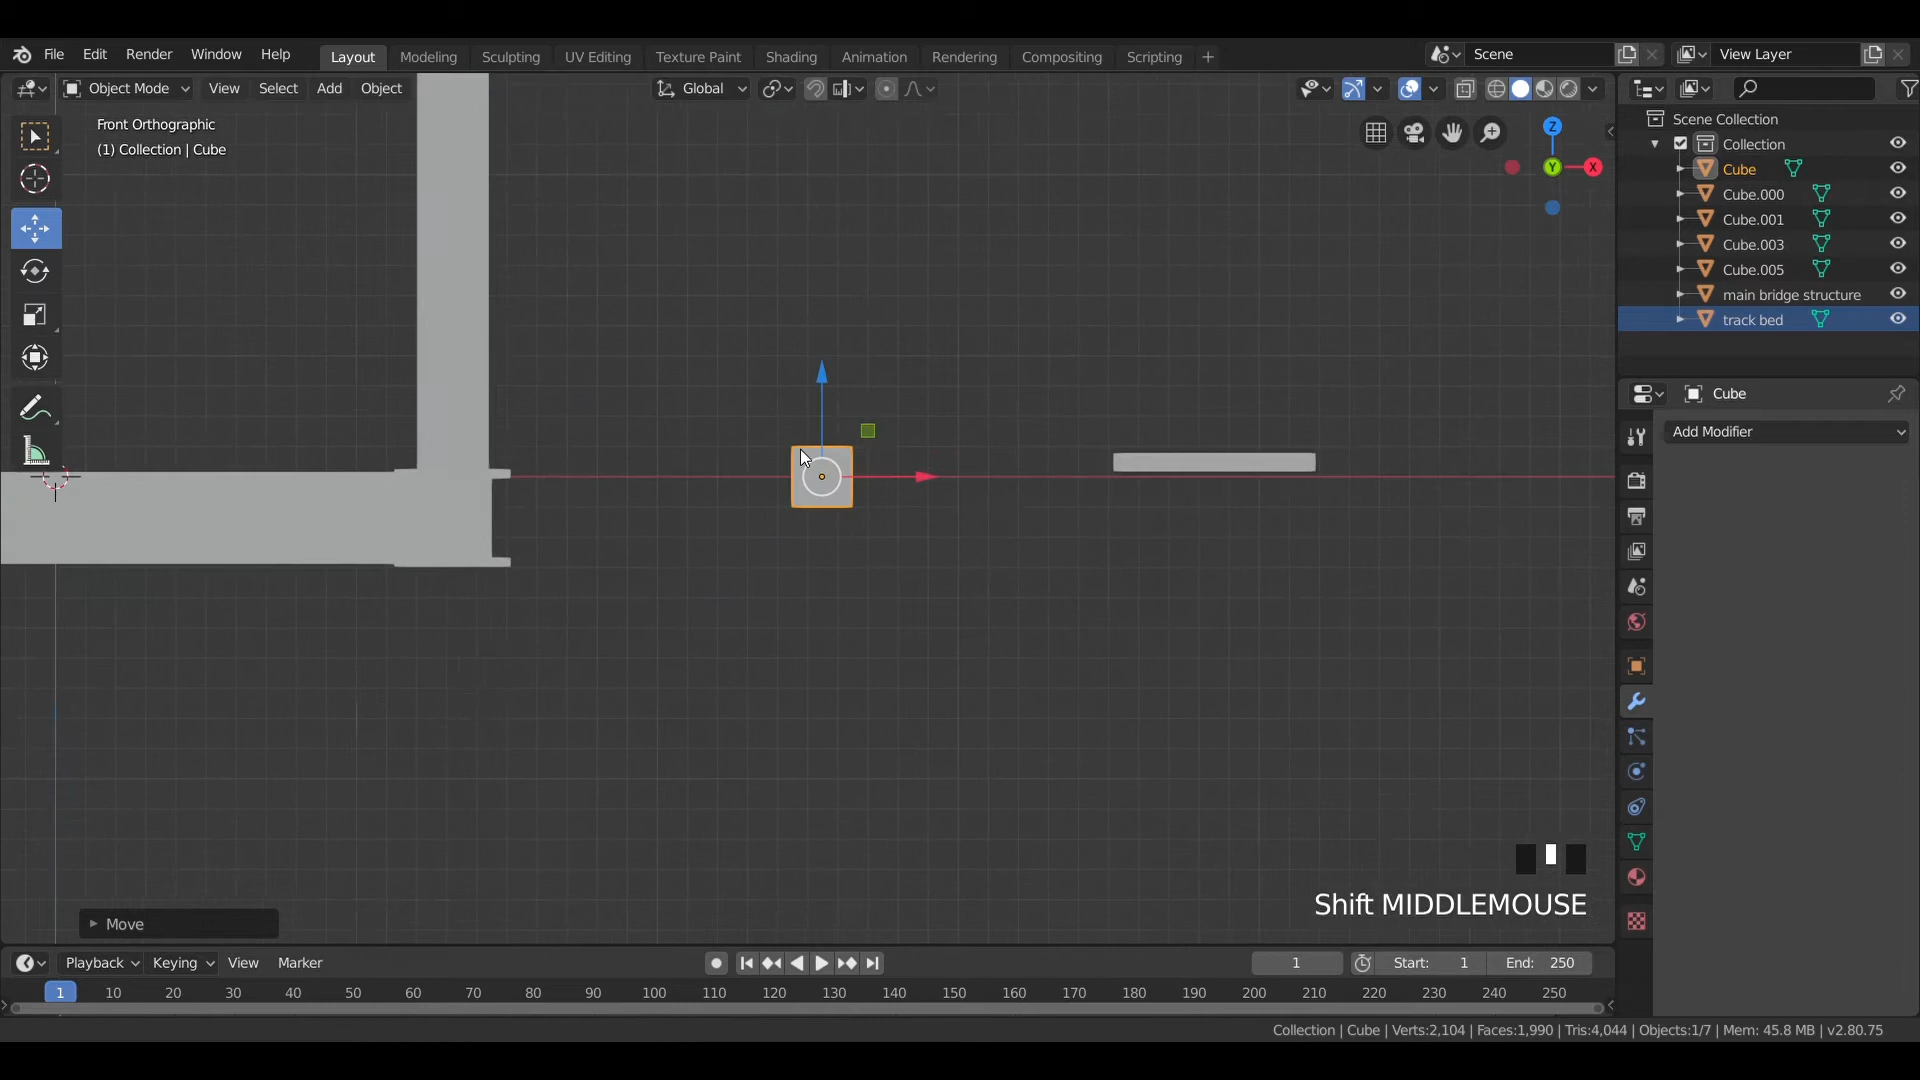 File Edit Render Window Help Layout Modeling Sculpting UV Editing Texture Paint Shading Animation Rendering Compositing Scripting + Scene View Layer
Object Mode View Select Add Object Global
Front Orthographic
(1) Collection | Cube
Z
Y
X
Scene Collection
Collection
Cube
Cube.000
Cube.001
Cube.003
Cube.005
main bridge structure
track bed
Cube
Add Modifier
Shift MIDDLEMOUSE
Move
Playback Keying View Marker 1 Start: 1 End: 250
1 10 20 30 40 50 60 70 80 90 100 110 120 130 140 150 160 170 180 190 200 210 220 230 240 250
Collection | Cube | Verts:2,104 | Faces:1,990 | Tris:4,044 | Objects:1/7 | Mem: 45.8 MB | v2.80.75